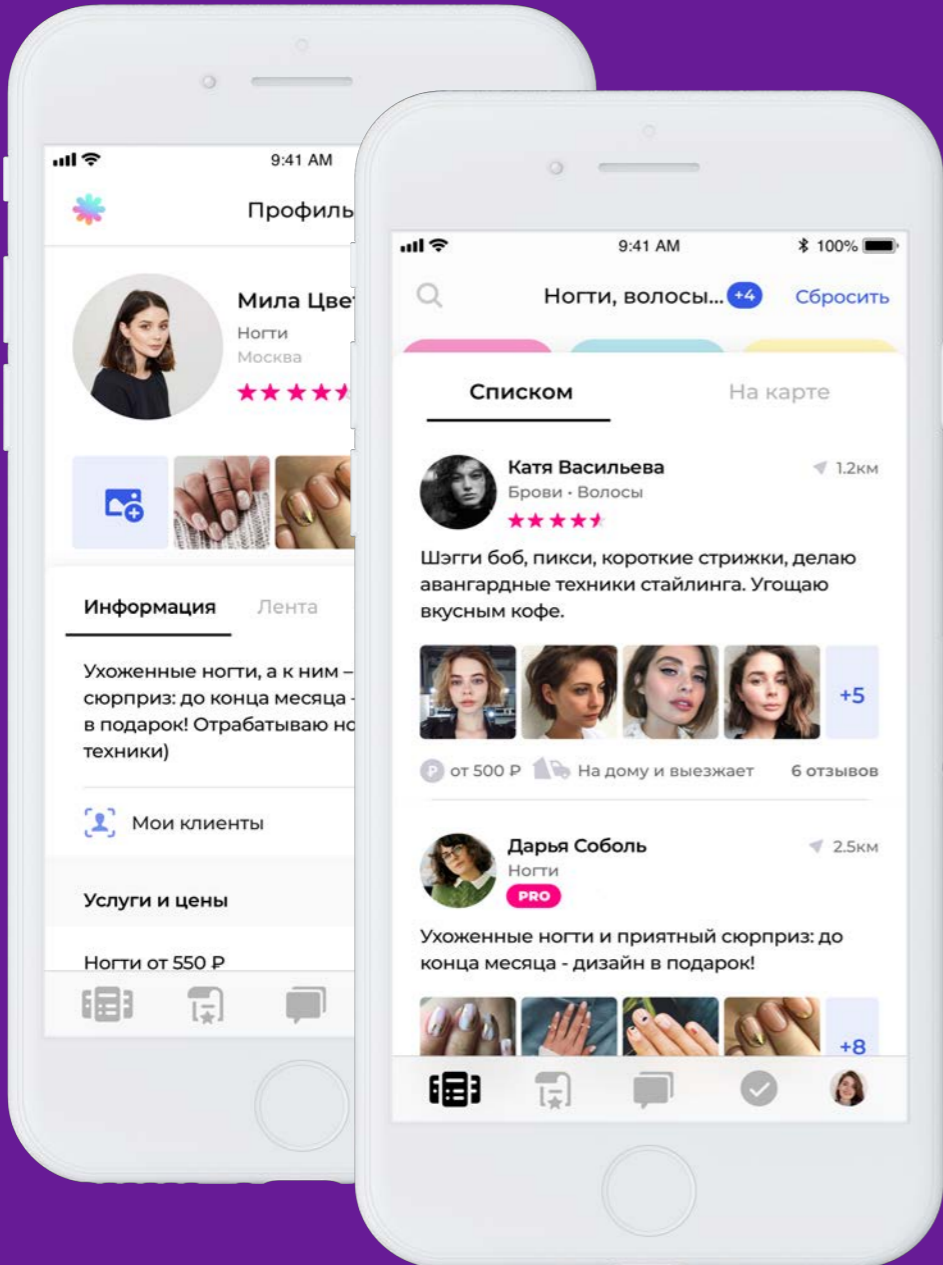 9:41 AM
Профиль
Мила
Ногти
Москва
Информация
Лента
Ухоженные ногти, а к ним –
сюрприз: до конца месяца -
в подарок! Отрабатываю
техники)
Мои клиенты
Услуги и цены
Ногти от 550 ₽
9:41 AM
100%
Ногти, волосы... +4
Сбросить
Списком
На карте
Катя Васильева
1.2км
Брови · Волосы
Шэгги боб, пикси, короткие стрижки, делаю
авангардные техники стайлинга. Угощаю
вкусным кофе.
+5
₽ от 500 ₽
На дому и выезжает
6 отзывов
Дарья Соболь
2.5км
Ногти
PRO
Ухоженные ногти и приятный сюрприз: до
конца месяца - дизайн в подарок!
+8